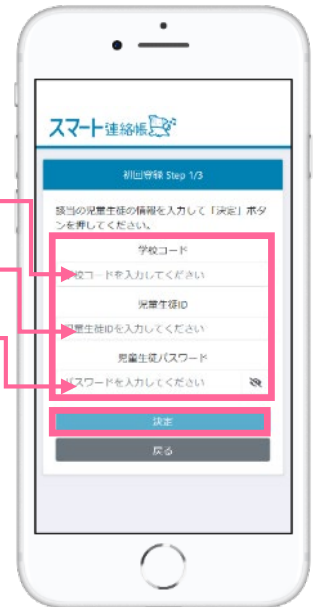 スマート連絡帳
初回登録 Step 1/3
該当の児童生徒の情報を入力して「決定」ボタ
ンを押してください。
学校コード
校コードを入力してください
児童生徒ID
児童生徒IDを入力してください
児童生徒パスワード
パスワードを入力してください
決定
戻る